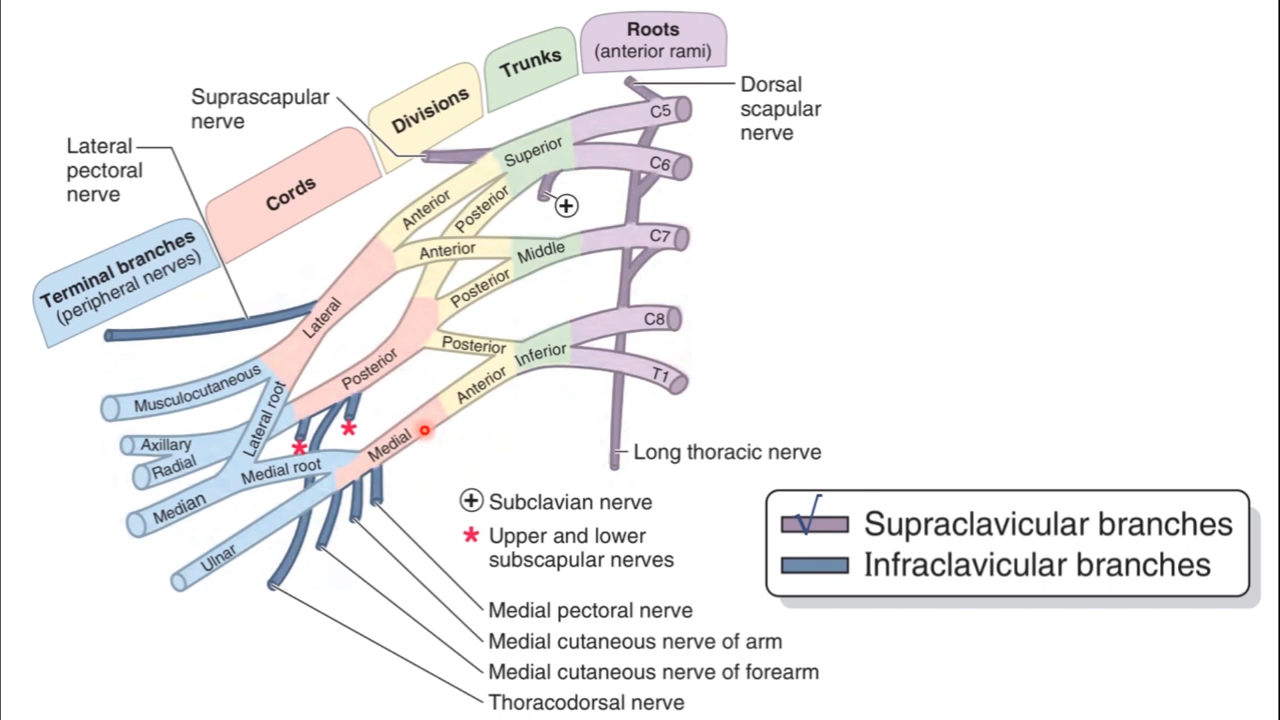 Roots
(anterior rami)
Trunks
Divisions
Cords
Terminal branches
(peripheral nerves)
Suprascapular
nerve
Lateral
pectoral
nerve
Dorsal
scapular
nerve
C5
C6
C7
C8
T1
Superior
Middle
Inferior
Anterior
Posterior
Anterior
Posterior
Posterior
Anterior
Lateral
Posterior
Medial
Musculocutaneous
Lateral root
Axillary
Radial
Medial root
Median
Ulnar
Long thoracic nerve
+
+ Subclavian nerve
* Upper and lower
subscapular nerves
*
*
Medial pectoral nerve
Medial cutaneous nerve of arm
Medial cutaneous nerve of forearm
Thoracodorsal nerve
√ Supraclavicular branches
Infraclavicular branches